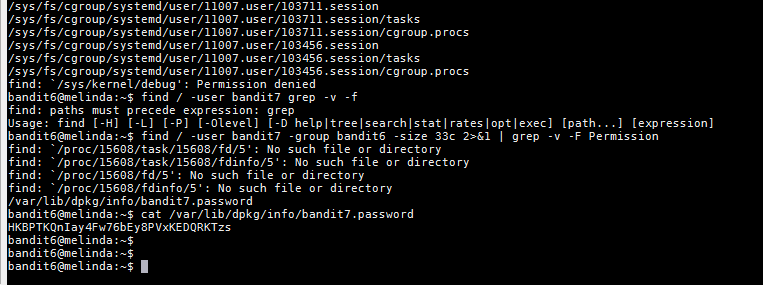 /sys/fs/cgroup/systemd/user/11007.user/103711.session
/sys/fs/cgroup/systemd/user/11007.user/103711.session/tasks
/sys/fs/cgroup/systemd/user/11007.user/103711.session/cgroup.procs
/sys/fs/cgroup/systemd/user/11007.user/103456.session
/sys/fs/cgroup/systemd/user/11007.user/103456.session/tasks
/sys/fs/cgroup/systemd/user/11007.user/103456.session/cgroup.procs
find: `/sys/kernel/debug': Permission denied
bandit6@melinda:~$ find / -user bandit7 grep -v -f
find: paths must precede expression: grep
Usage: find [-H] [-L] [-P] [-Olevel] [-D help|tree|search|stat|rates|opt|exec] [path...] [expression]
bandit6@melinda:~$ find / -user bandit7 -group bandit6 -size 33c 2>&1 | grep -v -F Permission
find: `/proc/15608/task/15608/fd/5': No such file or directory
find: `/proc/15608/task/15608/fdinfo/5': No such file or directory
find: `/proc/15608/fd/5': No such file or directory
find: `/proc/15608/fdinfo/5': No such file or directory
/var/lib/dpkg/info/bandit7.password
bandit6@melinda:~$ cat /var/lib/dpkg/info/bandit7.password
HKBPTKQnIay4Fw76bEy8PVxKEDQRKTzs
bandit6@melinda:~$
bandit6@melinda:~$
bandit6@melinda:~$